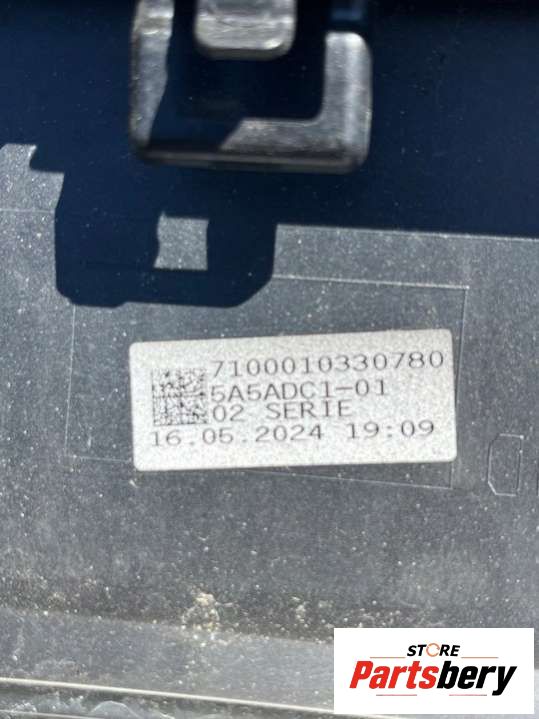 7100010330780
5A5ADC1-01
02 SERIE
16.05.2024 19:09
STORE
Partsbery